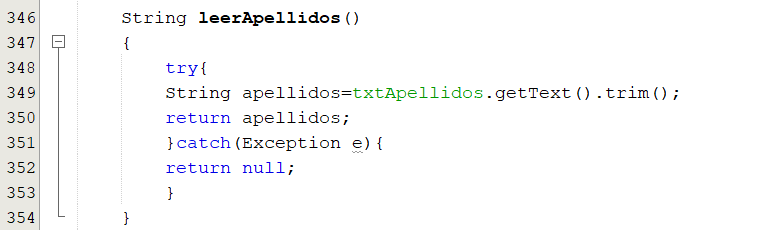 346 String leerApellidos()
347 {
348 try{
349 String apellidos=txtApellidos.getText().trim();
350 return apellidos;
351 }catch(Exception e){
352 return null;
353 }
354 }